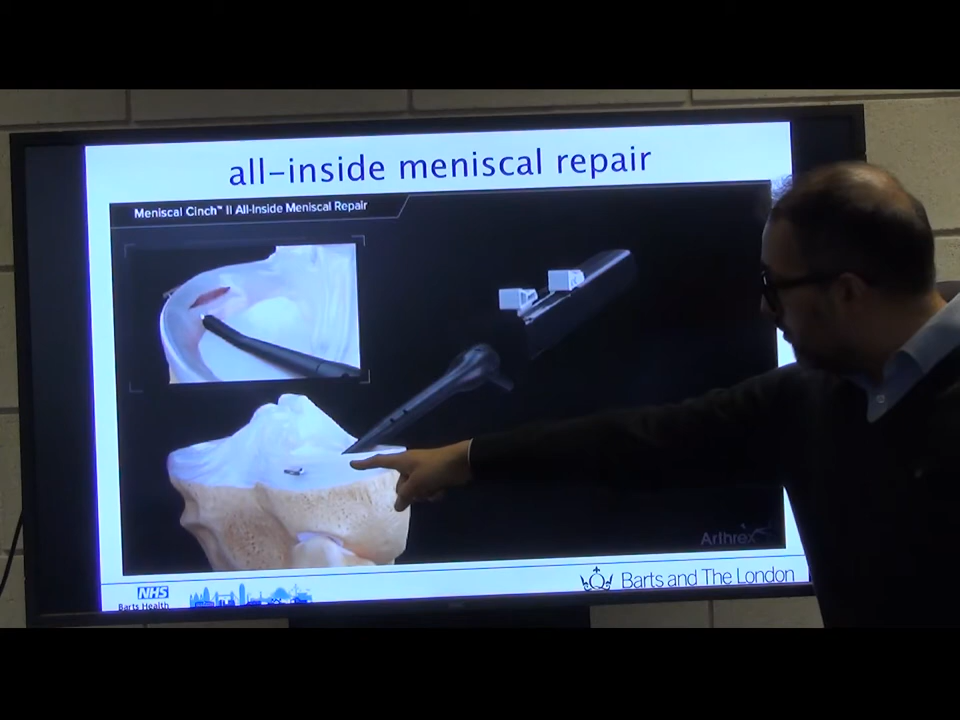 all-inside meniscal repair
Meniscal Cinch™ II All-Inside Meniscal Repair
Arthrex
NHS
Barts Health
Barts and The London